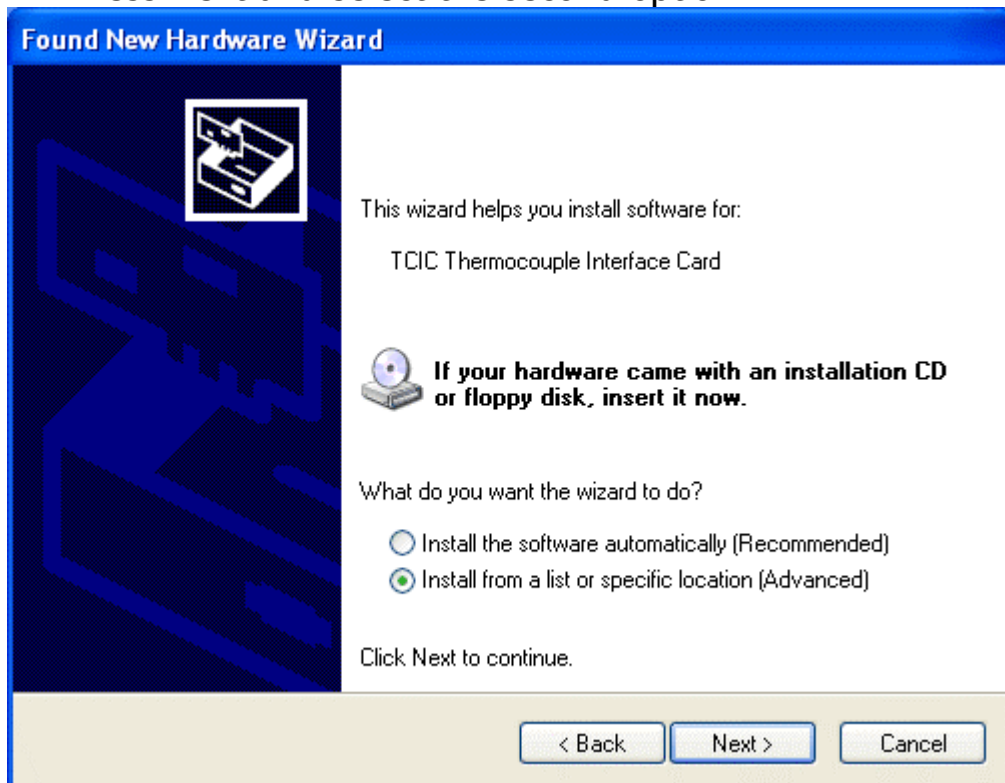 Found New Hardware Wizard
This wizard helps you install software for:
TCIC Thermocouple Interface Card
If your hardware came with an installation CD
or floppy disk, insert it now.
What do you want the wizard to do?
Install the software automatically (Recommended)
Install from a list or specific location (Advanced)
Click Next to continue.
< Back
Next >
Cancel